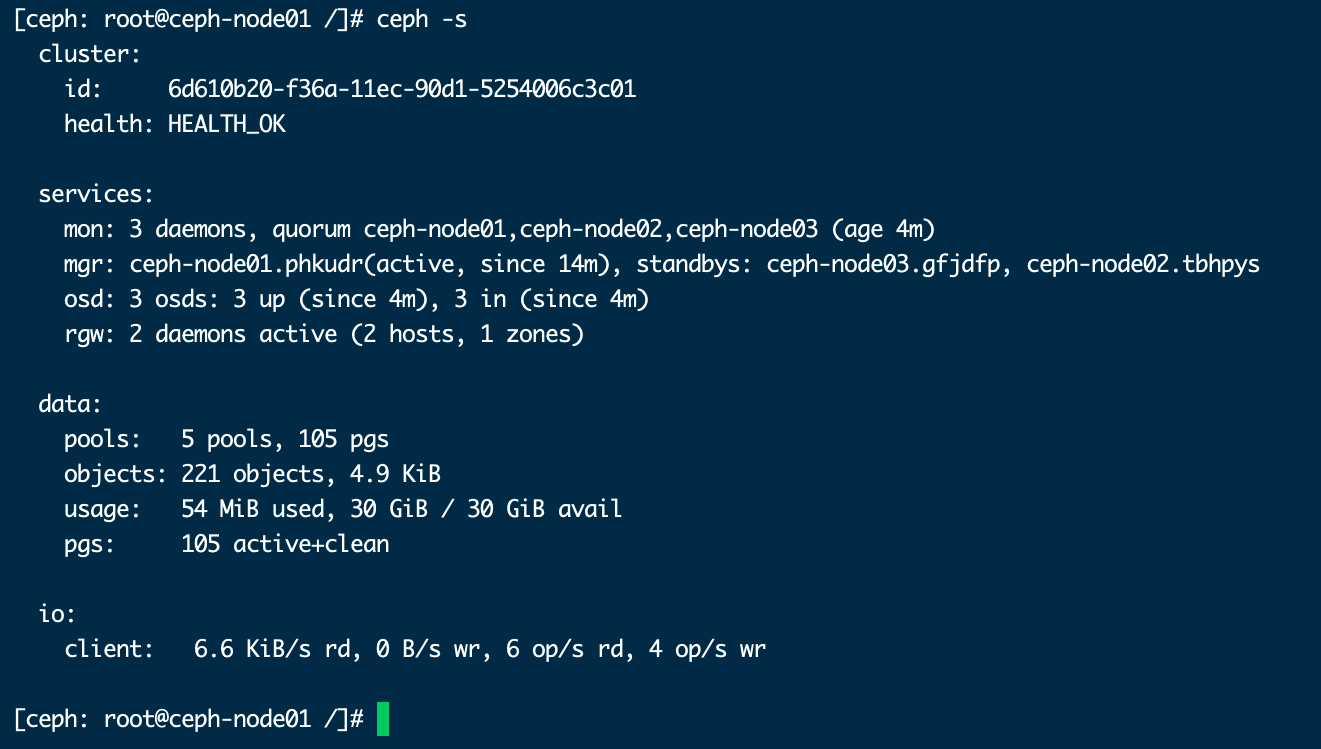 [ceph: root@ceph-node01 /]# ceph -s
  cluster:
    id:     6d610b20-f36a-11ec-90d1-5254006c3c01
    health: HEALTH_OK

  services:
    mon: 3 daemons, quorum ceph-node01,ceph-node02,ceph-node03 (age 4m)
    mgr: ceph-node01.phkudr(active, since 14m), standbys: ceph-node03.gfjdfp, ceph-node02.tbhpys
    osd: 3 osds: 3 up (since 4m), 3 in (since 4m)
    rgw: 2 daemons active (2 hosts, 1 zones)

  data:
    pools:   5 pools, 105 pgs
    objects: 221 objects, 4.9 KiB
    usage:   54 MiB used, 30 GiB / 30 GiB avail
    pgs:     105 active+clean

  io:
    client:   6.6 KiB/s rd, 0 B/s wr, 6 op/s rd, 4 op/s wr

[ceph: root@ceph-node01 /]#